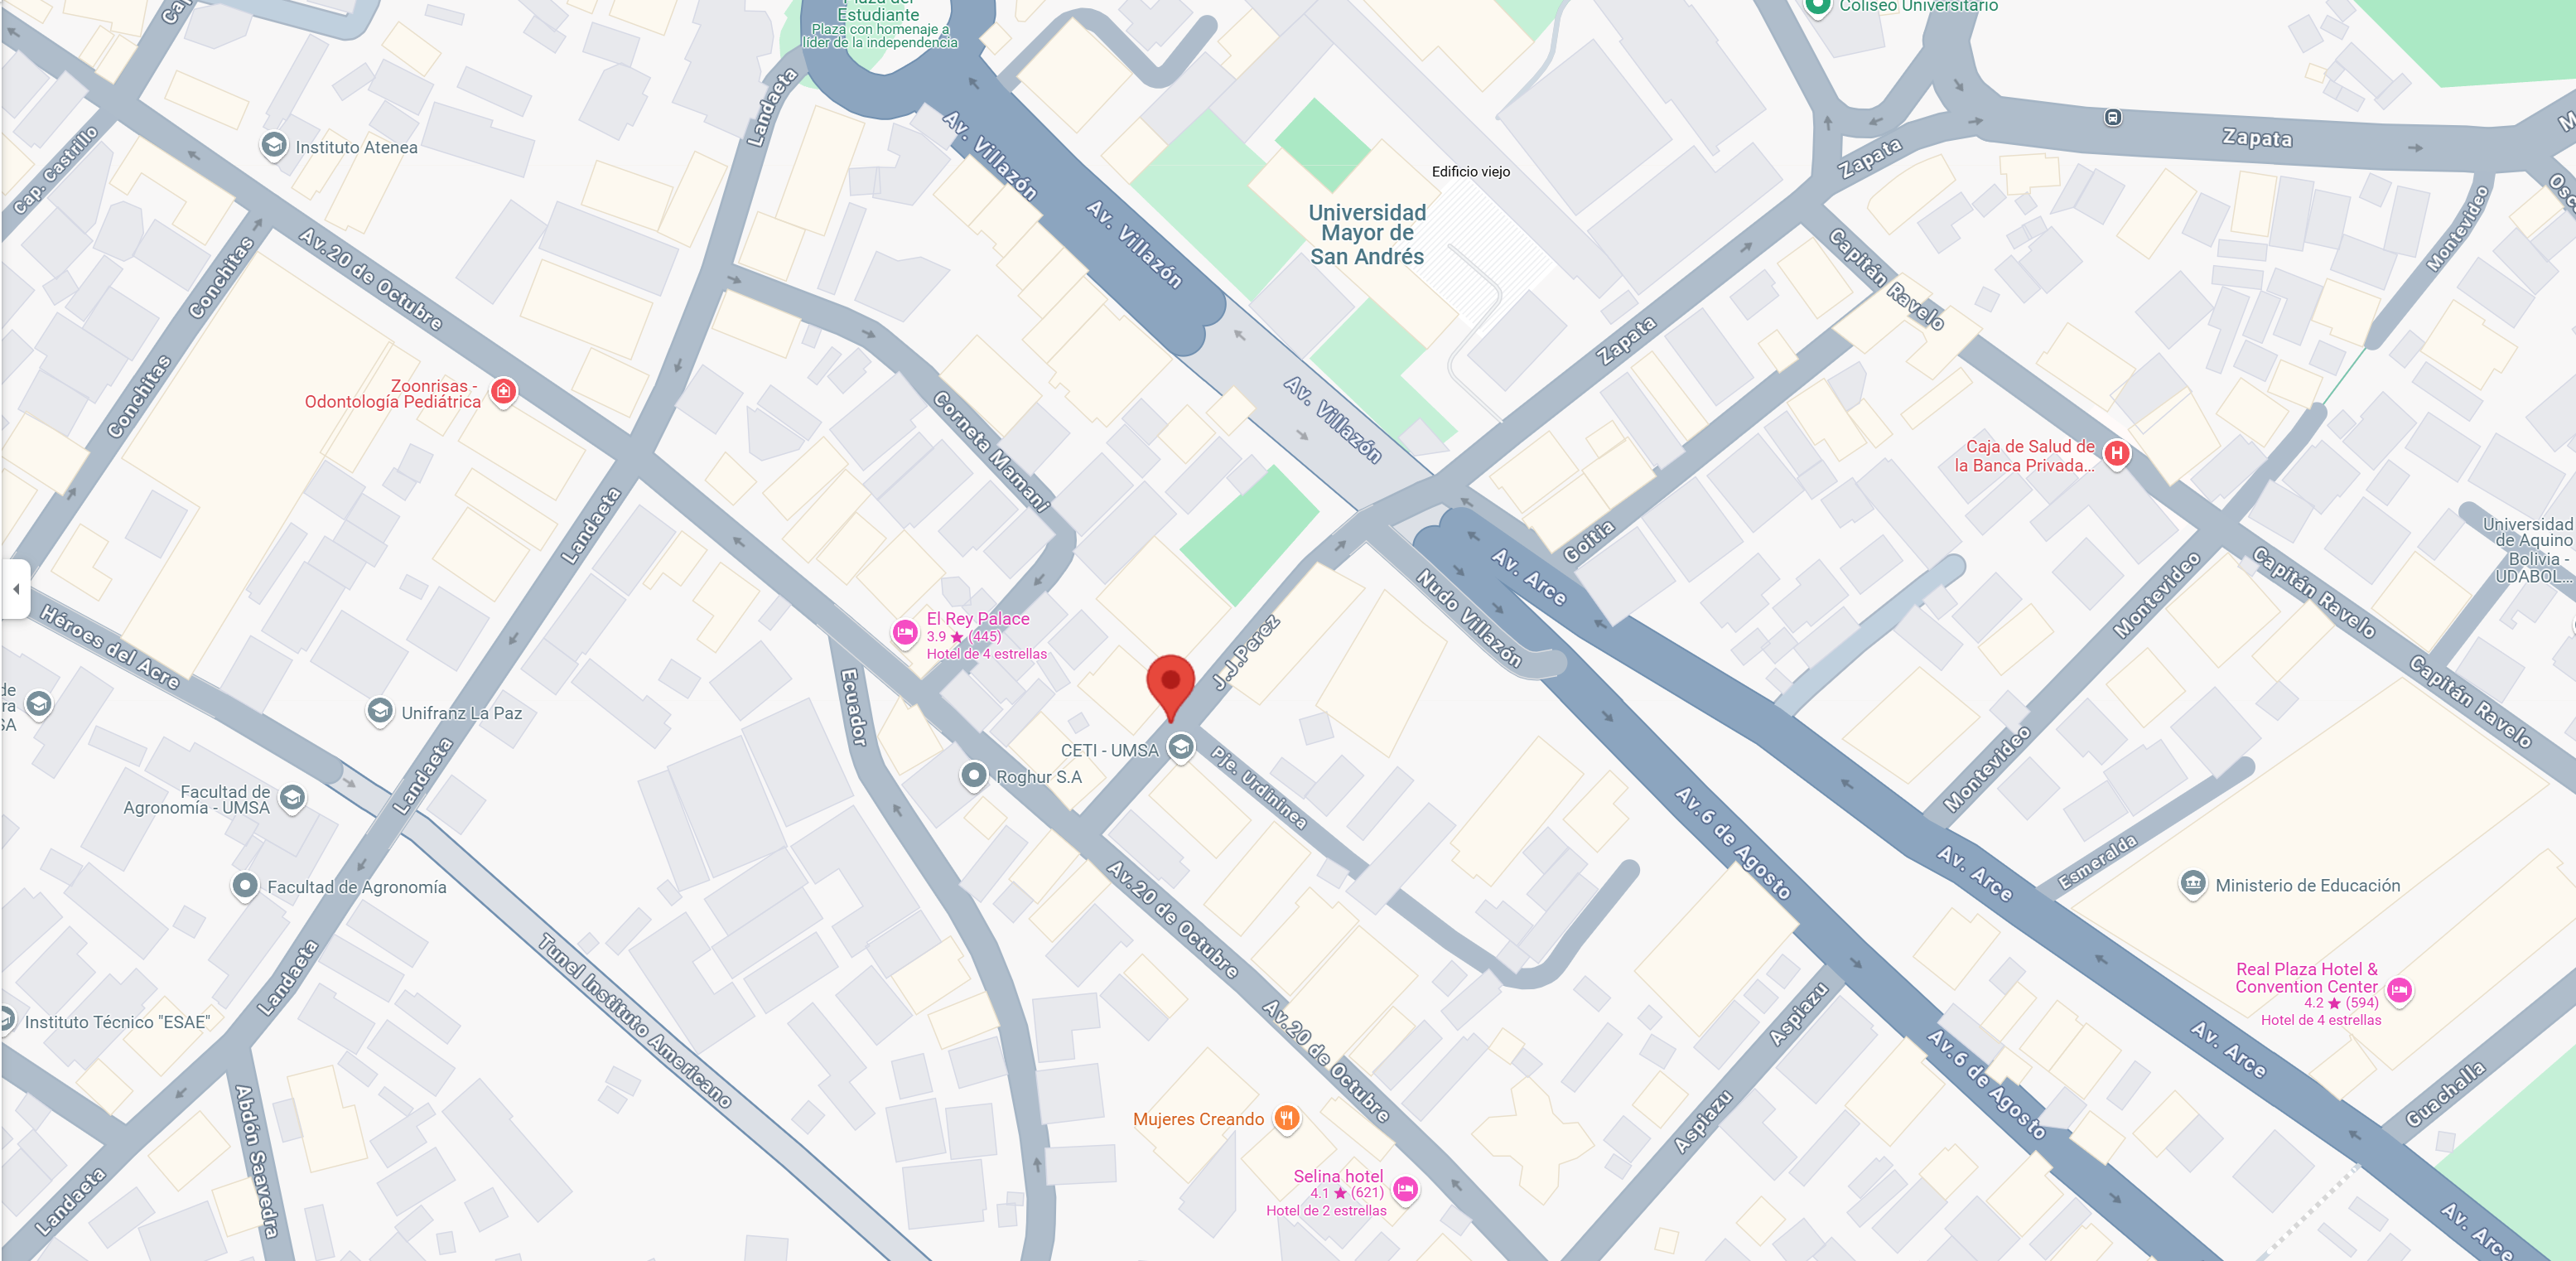 Plaza del
Estudiante
Plaza con homenaje a
líder de la independencia
Coliseo Universitario
Landaeta
Av. Villazón
Av. Villazón
Av. Villazón
Edificio viejo
Universidad
Mayor de
San Andrés
Zapata
Zapata
Zapata
Capitán Ravelo
Montevideo
Instituto Atenea
Cap. Castrillo
Conchitas
Conchitas
Av. 20 de Octubre
Zoonrisas -
Odontología Pediátrica
Corneta Mamani
Landaeta
Goitia
Av. Arce
Nudo Villazón
Caja de Salud de
la Banca Privada...
Universidad
de Aquino
Bolivia -
UDABOL...
Montevideo
Capitán Ravelo
Capitán Ravelo
Héroes del Acre
El Rey Palace
3.9 ★ (445)
Hotel de 4 estrellas
J.J.Perez
Ecuador
de
ra
SA
Unifranz La Paz
CETI - UMSA
Pje. Urdininea
Roghur S.A
Montevideo
Landaeta
Facultad de
Agronomía - UMSA
Av.6 de Agosto
Av. Arce
Esmeralda
Ministerio de Educación
Facultad de Agronomía
Av.20 de Octubre
Landaeta
Tunel Instituto Americano
Real Plaza Hotel &
Convention Center
4.2 ★ (594)
Hotel de 4 estrellas
Instituto Técnico "ESAE"
Av.20 de Octubre
Aspiazu
Av.6 de Agosto
Av. Arce
Guachalla
Abdón Saavedra
Mujeres Creando
Aspiazu
Selina hotel
4.1 ★ (621)
Hotel de 2 estrellas
Landaeta
Av. Arce